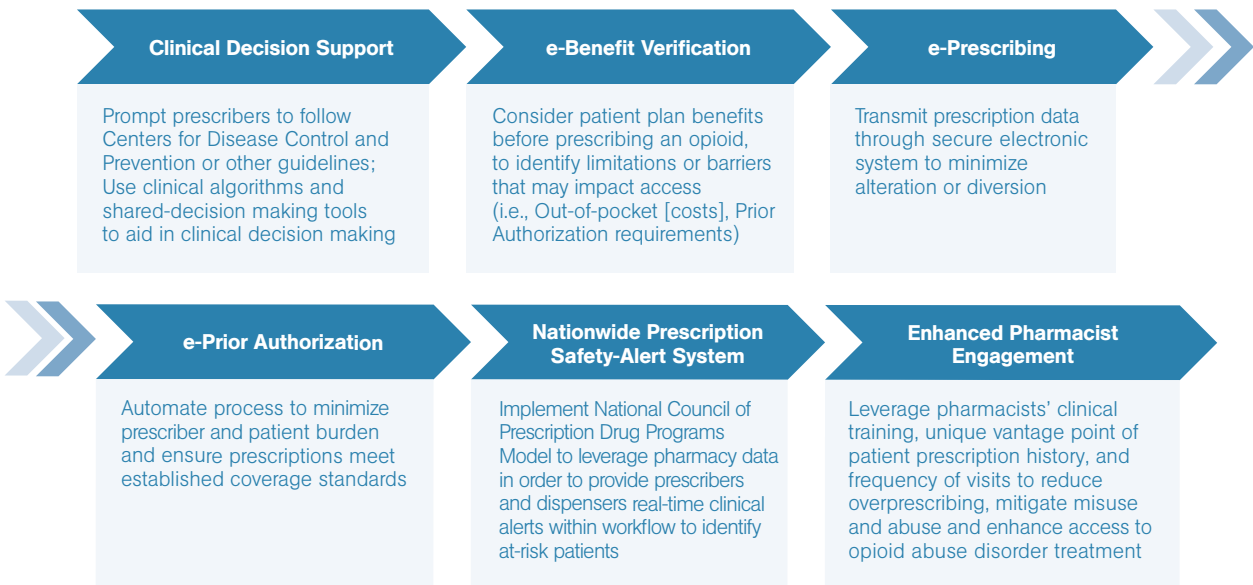 Clinical Decision Support
Prompt prescribers to follow
Centers for Disease Control and
Prevention or other guidelines;
Use clinical algorithms and
shared-decision making tools
to aid in clinical decision making
e-Benefit Verification
Consider patient plan benefits
before prescribing an opioid,
to identify limitations or barriers
that may impact access
(i.e., Out-of-pocket [costs], Prior
Authorization requirements)
e-Prescribing
Transmit prescription data
through secure electronic
system to minimize
alteration or diversion
e-Prior Authorization
Automate process to minimize
prescriber and patient burden
and ensure prescriptions meet
established coverage standards
Nationwide Prescription
Safety-Alert System
Implement National Council of
Prescription Drug Programs
Model to leverage pharmacy data
in order to provide prescribers
and dispensers real-time clinical
alerts within workflow to identify
at-risk patients
Enhanced Pharmacist
Engagement
Leverage pharmacists’ clinical
training, unique vantage point of
patient prescription history, and
frequency of visits to reduce
overprescribing, mitigate misuse
and abuse and enhance access to
opioid abuse disorder treatment